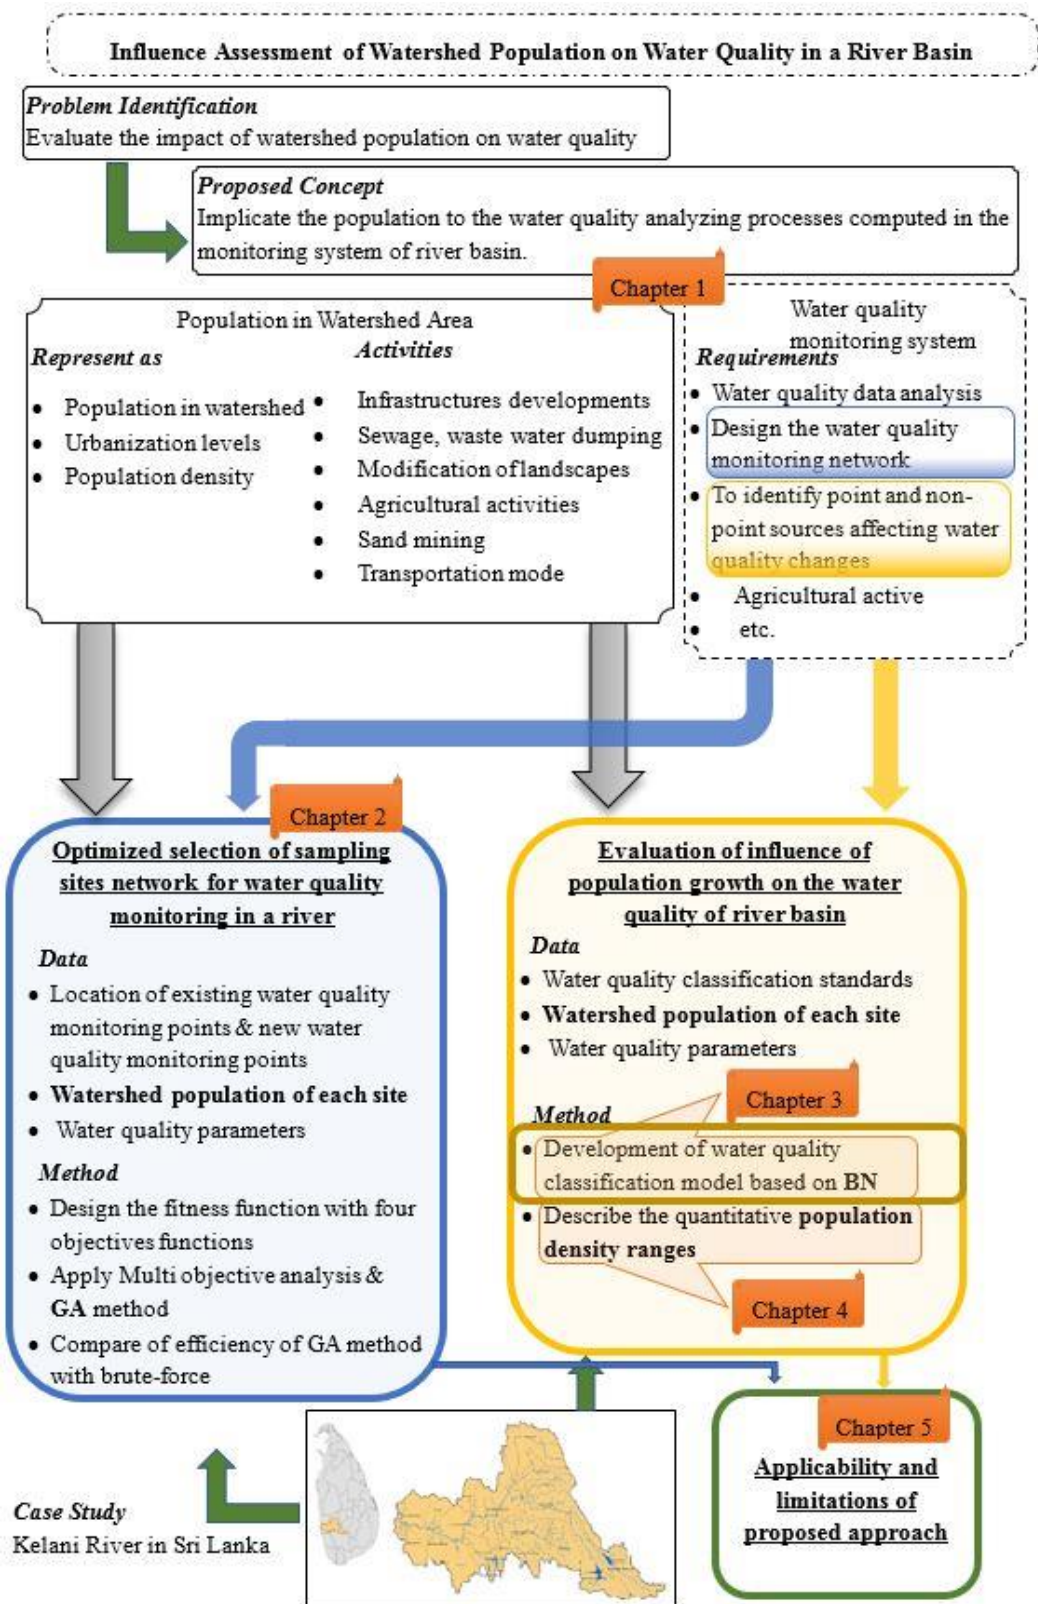 Influence Assessment of Watershed Population on Water Quality in a River Basin
Problem Identification
Evaluate the impact of watershed population on water quality
Proposed Concept
Implicate the population to the water quality analyzing processes computed in the
monitoring system of river basin.
Chapter 1
Population in Watershed Area
Represent as
• Population in watershed
• Urbanization levels
• Population density
Activities
• Infrastructures developments
• Sewage, waste water dumping
• Modification of landscapes
• Agricultural activities
• Sand mining
• Transportation mode
Water quality
monitoring system
Requirements
• Water quality data analysis
• Design the water quality
monitoring network
• To identify point and non-
point sources affecting water
quality changes
• Agricultural active
• etc.
Chapter 2
Optimized selection of sampling
sites network for water quality
monitoring in a river
Data
• Location of existing water quality
monitoring points & new water
quality monitoring points
• Watershed population of each site
• Water quality parameters
Method
• Design the fitness function with four
objectives functions
• Apply Multi objective analysis &
GA method
• Compare of efficiency of GA method
with brute-force
Evaluation of influence of
population growth on the water
quality of river basin
Data
• Water quality classification standards
• Watershed population of each site
• Water quality parameters
Chapter 3
Method
• Development of water quality
classification model based on BN
• Describe the quantitative population
density ranges
Chapter 4
Chapter 5
Applicability and
limitations of
proposed approach
Case Study
Kelani River in Sri Lanka